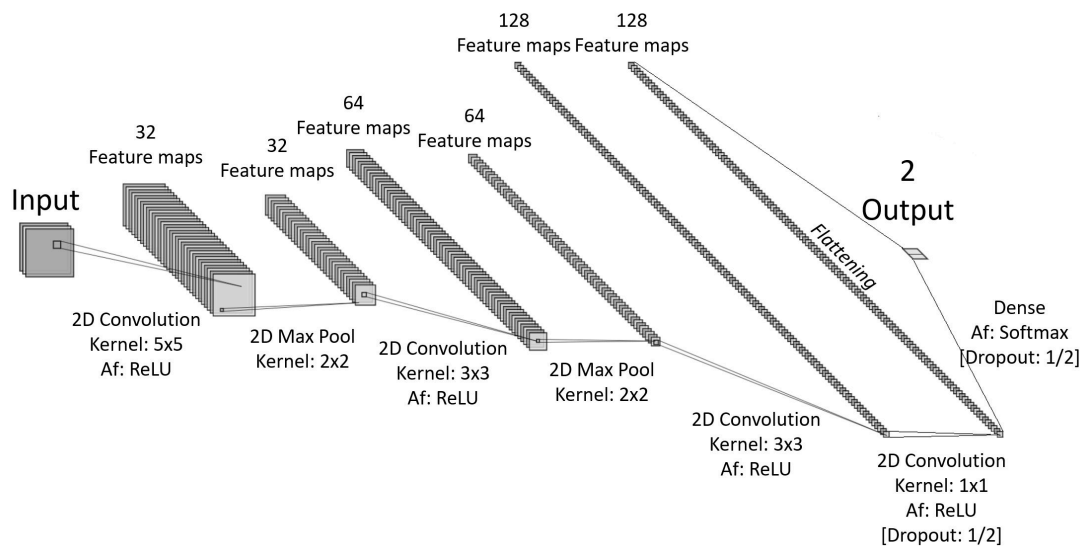 Input
32
Feature maps
2D Convolution
Kernel: 5x5
Af: ReLU
32
Feature maps
2D Max Pool
Kernel: 2x2
64
Feature maps
2D Convolution
Kernel: 3x3
Af: ReLU
64
Feature maps
2D Max Pool
Kernel: 2x2
128
Feature maps
2D Convolution
Kernel: 3x3
Af: ReLU
128
Feature maps
2D Convolution
Kernel: 1x1
Af: ReLU
[Dropout: 1/2]
Flattening
2
Output
Dense
Af: Softmax
[Dropout: 1/2]